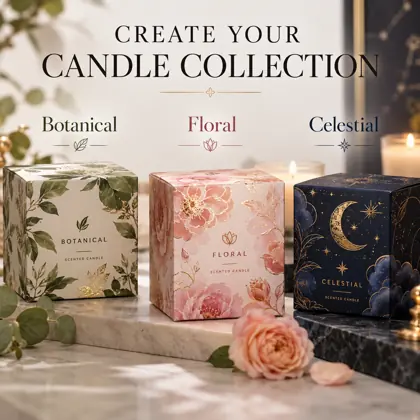 CREATE YOUR
CANDLE COLLECTION
Botanical
Floral
Celestial
BOTANICAL
SCENTED CANDLE
FLORAL
SCENTED CANDLE
CELESTIAL
SCENTED CANDLE